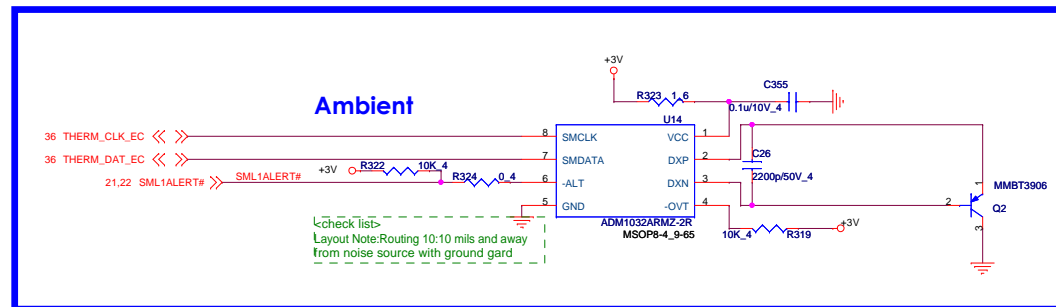 +3V
C355
R323 1_6
0.1u/10V_4
Ambient
U14
36 THERM_CLK_EC
8 SMCLK VCC 1
36 THERM_DAT_EC
7 SMDATA DXP 2
C26
2200p/50V_4
+3V R322 10K_4
21,22 SML1ALERT# SML1ALERT#
R324 0_4
6 -ALT DXN 3
5 GND -OVT 4
1
MMBT3906
2
Q2
3
ADM1032ARMZ-2R
MSOP8-4_9-65
10K_4 R319
+3V
<check list>
Layout Note:Routing 10:10 mils and away
from noise source with ground gard